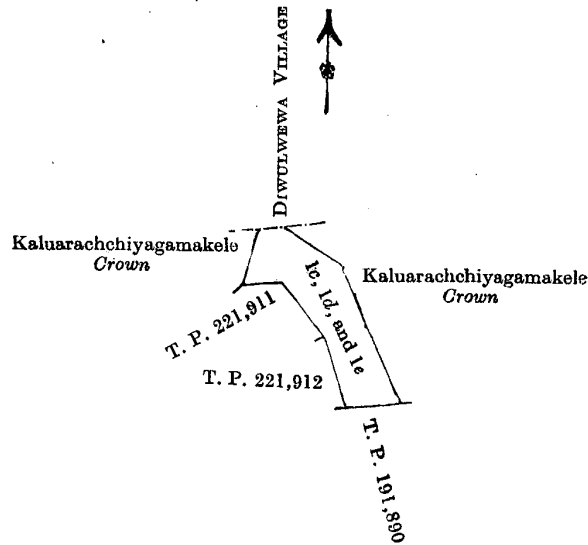 DIWULWEWA VILLAGE
Kaluarachchiyagamakele
Crown
Kaluarachchiyagamakele
Crown
1c, 1d, and 1e
T. P. 221,911
T. P. 221,912
T. P. 191,890